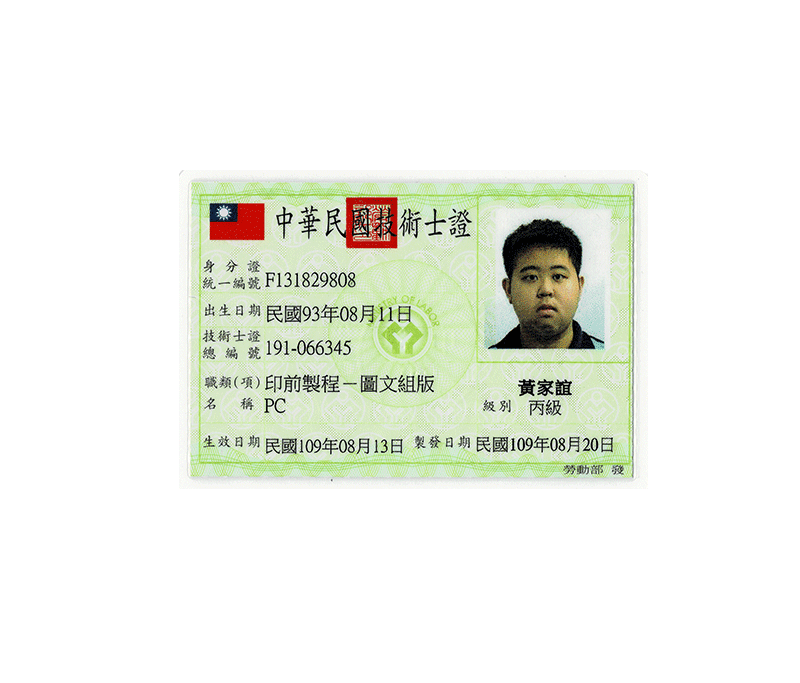 中華民國技術士證
身分證
統一編號 F131829808
出生日期 民國93年08月11日
MINISTRY OF LABOR
技術士證
總編號 191-066345
職類(項) 印前製程－圖文組版
名稱 PC
黃家誼
級別 丙級
生效日期 民國109年08月13日 製發日期 民國109年08月20日
勞動部 發